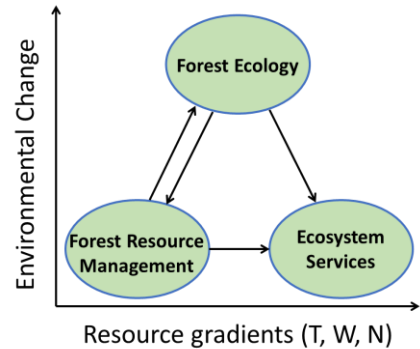 Environmental Change
Forest Ecology
Forest Resource
Management
Ecosystem
Services
Resource gradients (T, W, N)